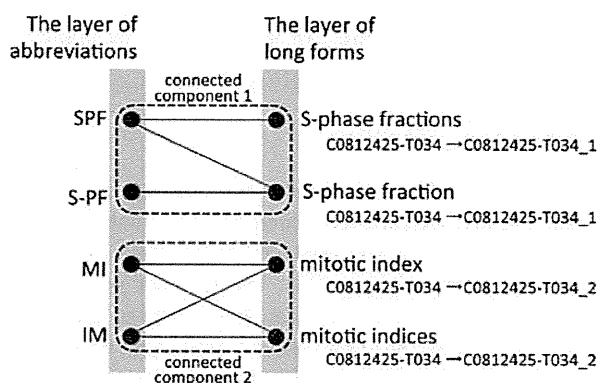 The layer of
abbreviations
The layer of
long forms
connected
component 1
SPF
S-phase fractions
C0812425-T034 → C0812425-T034_1
S-PF
S-phase fraction
C0812425-T034 → C0812425-T034_1
MI
mitotic index
C0812425-T034 → C0812425-T034_2
IM
mitotic indices
C0812425-T034 → C0812425-T034_2
connected
component 2